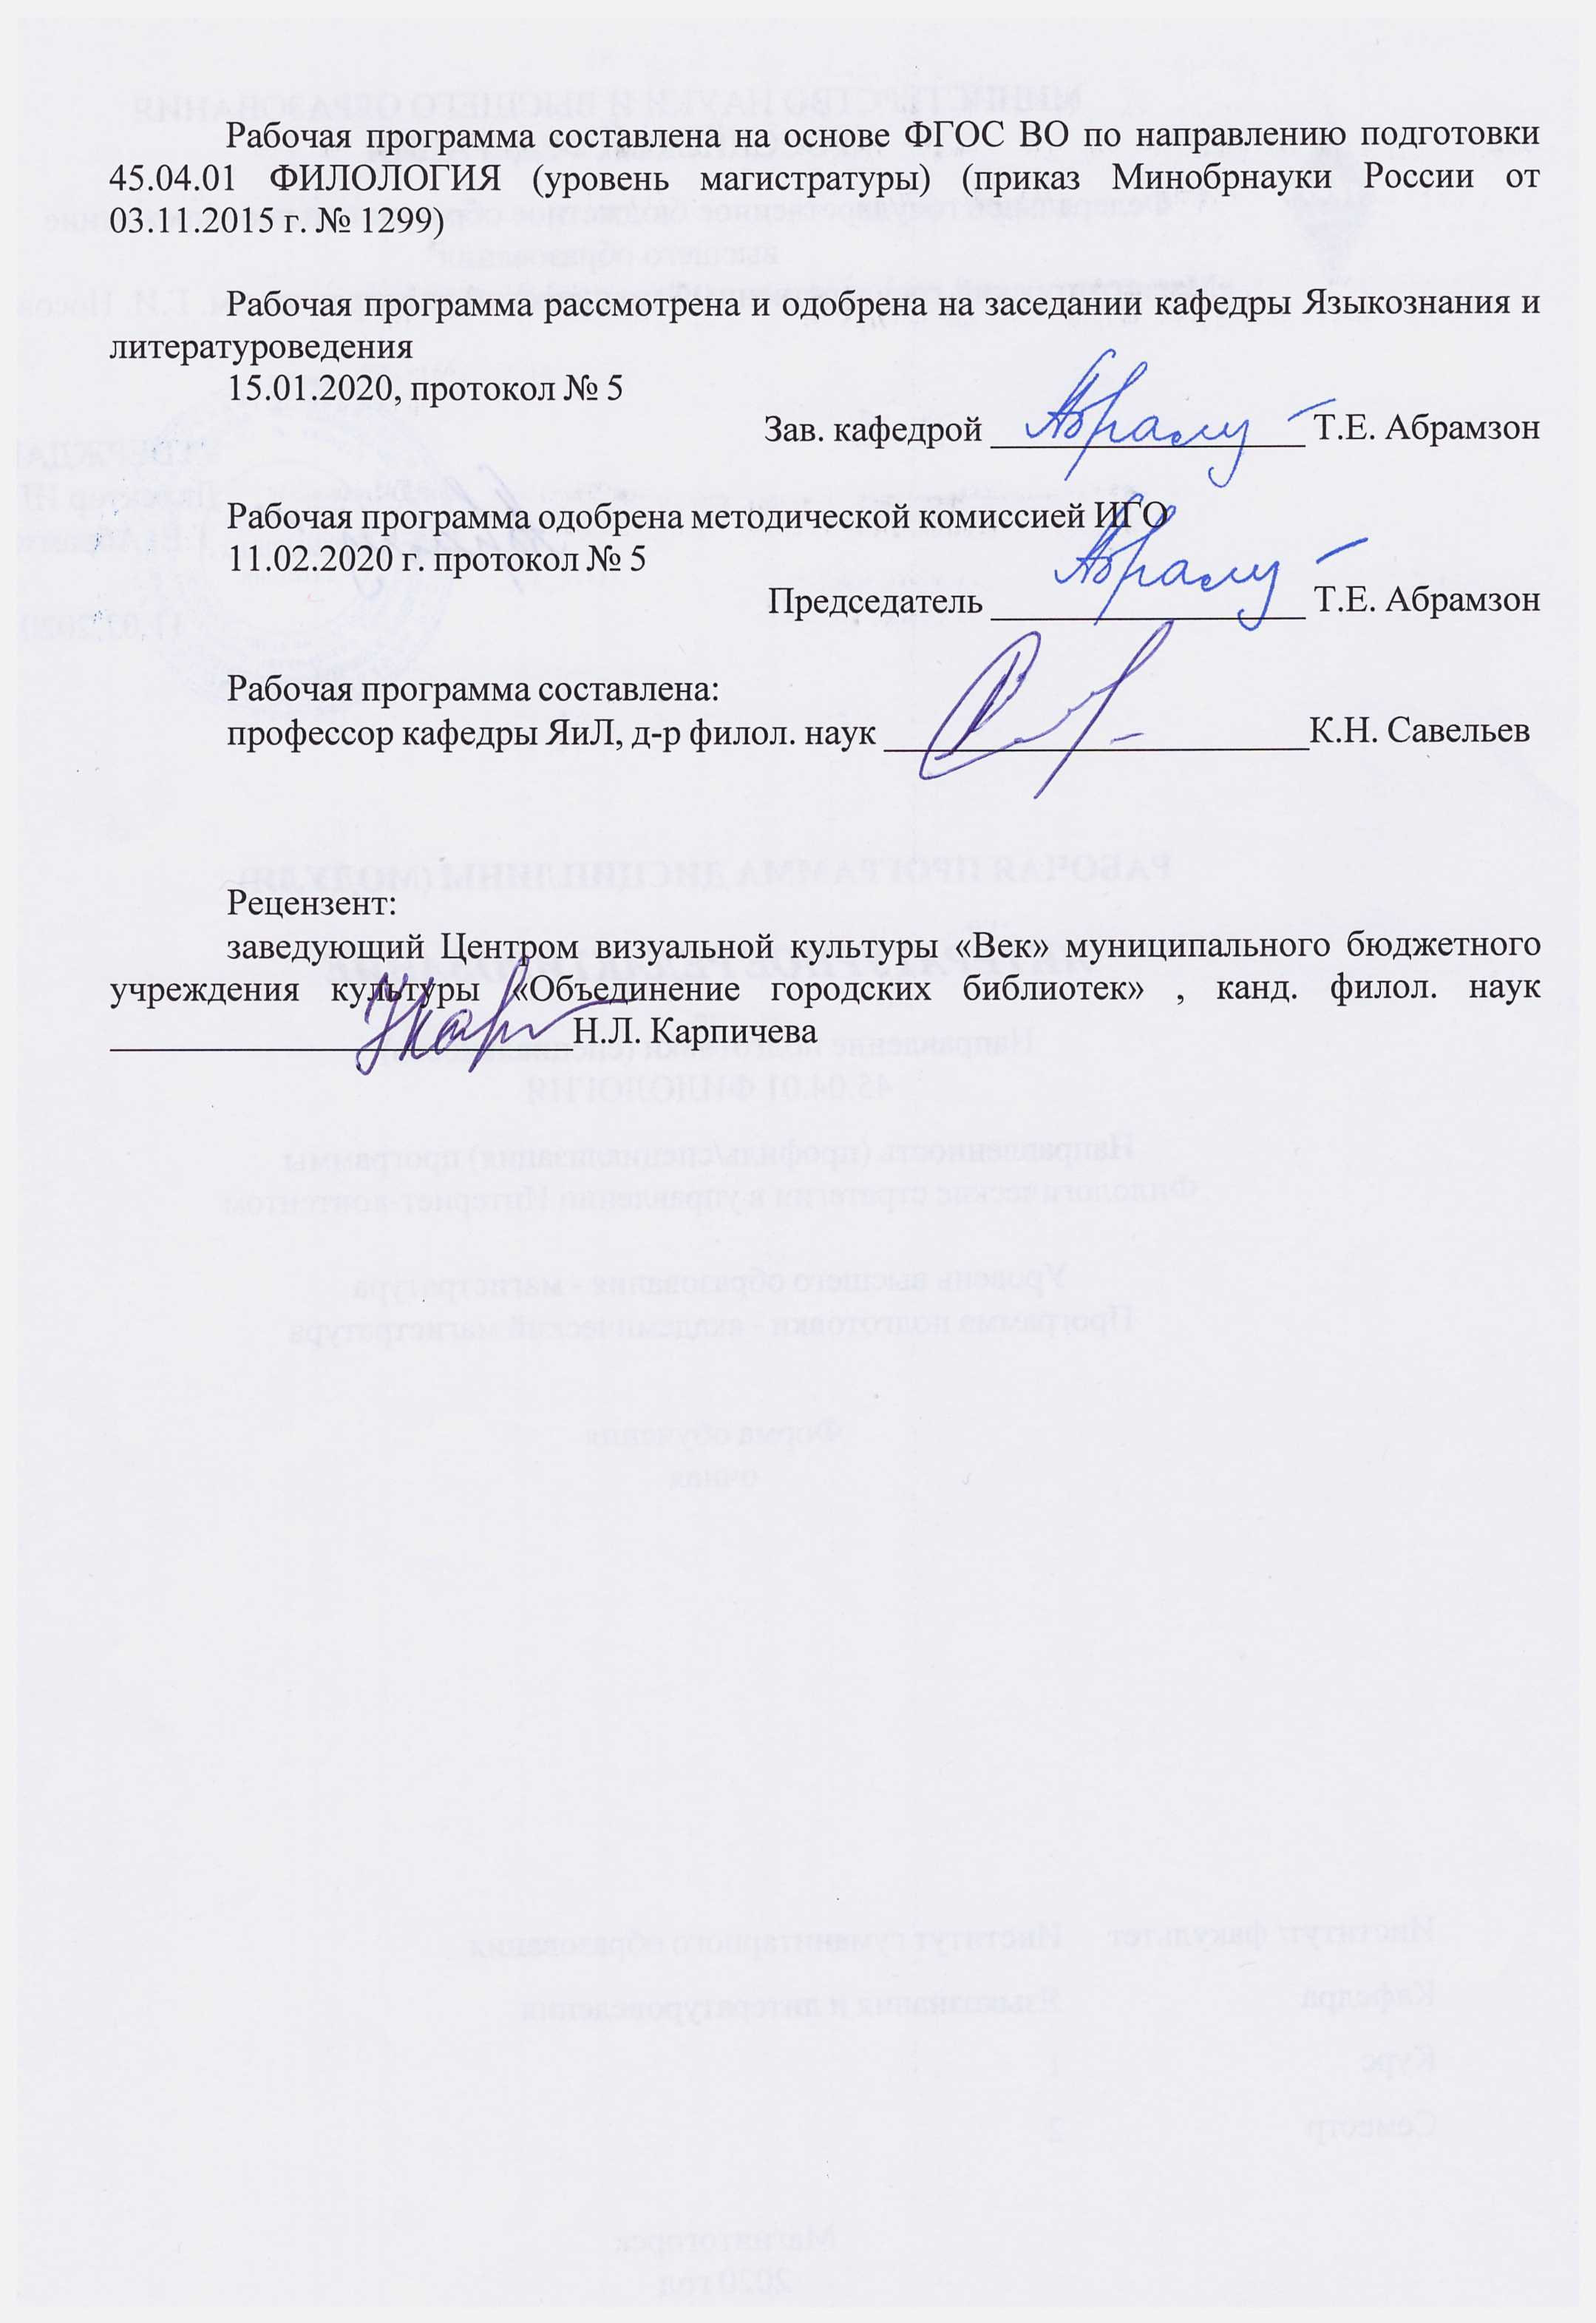 Рабочая программа составлена на основе ФГОС ВО по направлению подготовки
45.04.01 ФИЛОЛОГИЯ (уровень магистратуры) (приказ Минобрнауки России от
03.11.2015 г. № 1299)
Рабочая программа рассмотрена и одобрена на заседании кафедры Языкознания и
литературоведения
15.01.2020, протокол № 5
Зав. кафедрой _________________ Т.Е. Абрамзон
Рабочая программа одобрена методической комиссией ИГО
11.02.2020 г. протокол № 5
Председатель _________________ Т.Е. Абрамзон
Рабочая программа составлена:
профессор кафедры ЯиЛ, д-р филол. наук _______________________К.Н. Савельев
Рецензент:
заведующий Центром визуальной культуры «Век» муниципального бюджетного
учреждения культуры «Объединение городских библиотек» , канд. филол. наук
_________________________Н.Л. Карпичева